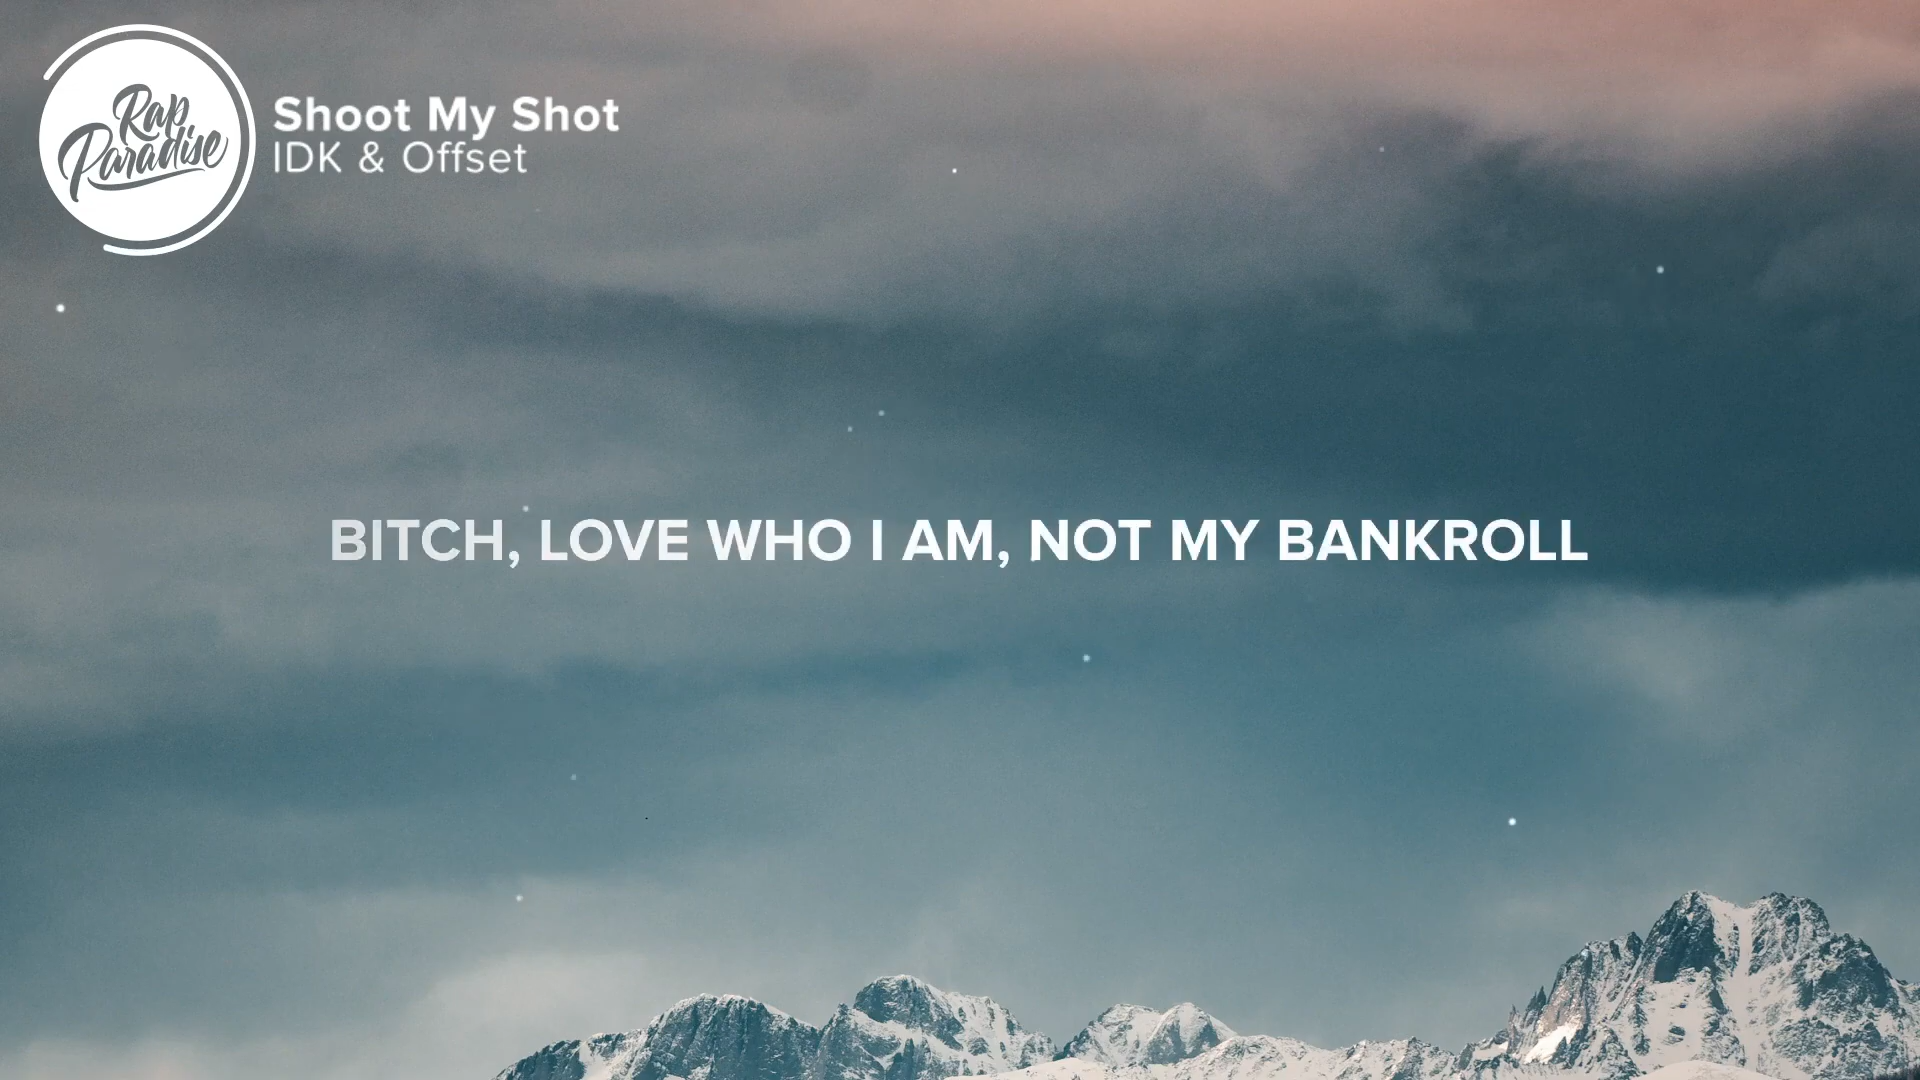 Rap
Paradise
Shoot My Shot
IDK & Offset
BITCH, LOVE WHO I AM, NOT MY BANKROLL